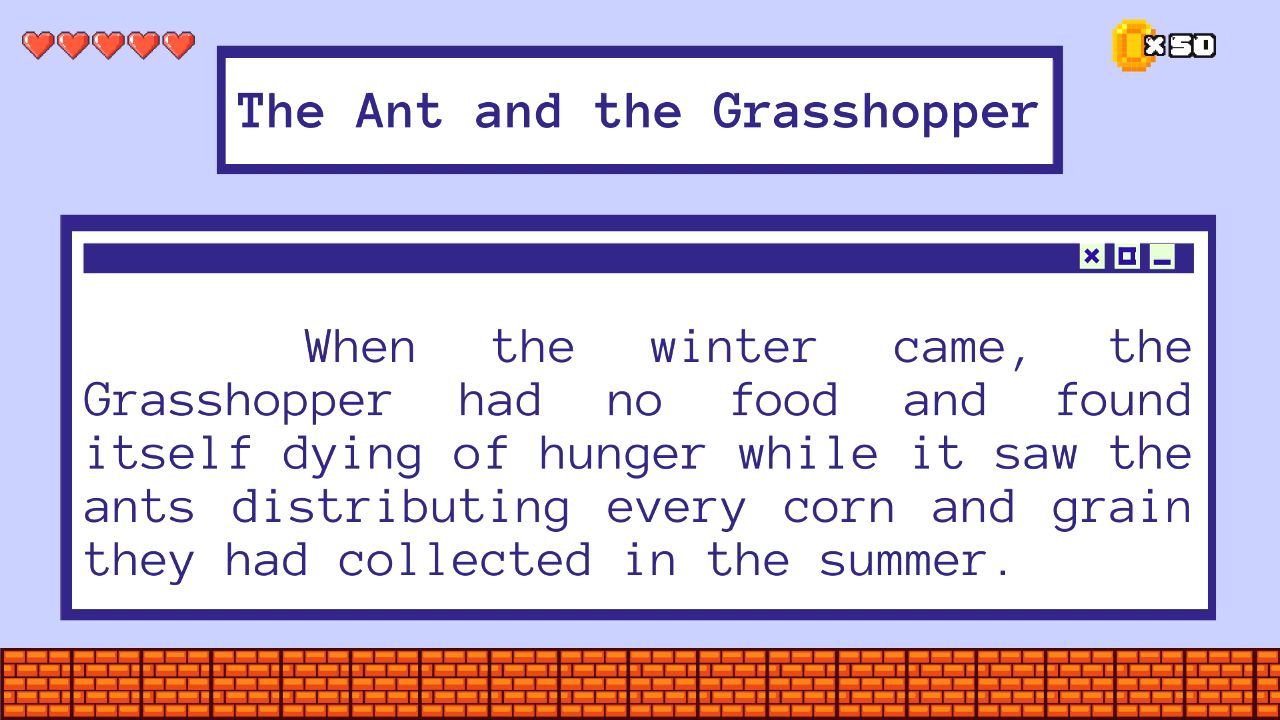 x 50
The Ant and the Grasshopper
When the winter came, the
Grasshopper had no food and found
itself dying of hunger while it saw the
ants distributing every corn and grain
they had collected in the summer.